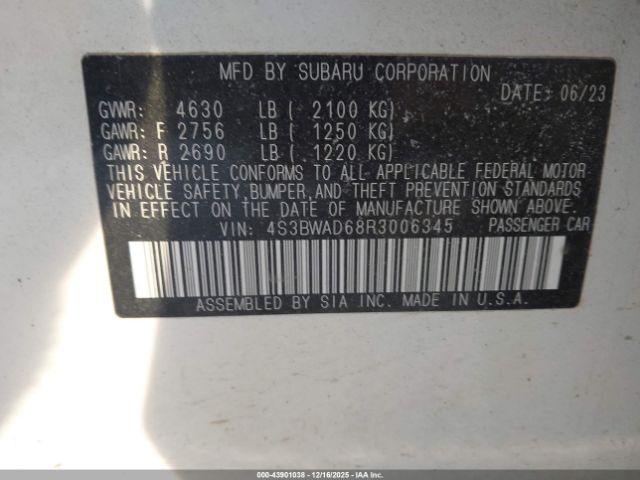 MFD BY SUBARU CORPORATION
DATE: 06/23
GVWR: 4630 LB ( 2100 KG)
GAWR: F 2756 LB ( 1250 KG)
GAWR: R 2690 LB ( 1220 KG)
THIS VEHICLE CONFORMS TO ALL APPLICABLE FEDERAL MOTOR
VEHICLE SAFETY,BUMPER,AND THEFT PREVENTION STANDARDS
IN EFFECT ON THE DATE OF MANUFACTURE SHOWN ABOVE.
VIN: 4S3BWAD68R3006345 PASSENGER CAR
ASSEMBLED BY SIA INC. MADE IN U.S.A.
000-43901038 | 12/16/2025 - IAAI.COM